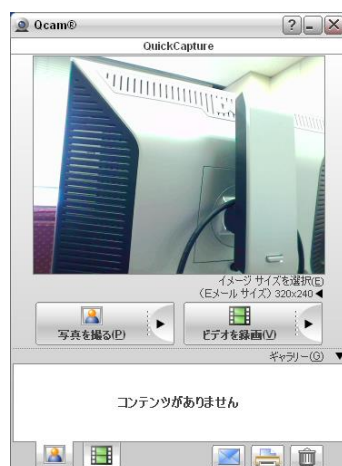 Qcam®
QuickCapture
イメージ サイズを選択(E)
(Eメール サイズ) 320x240
写真を撮る(P)
ビデオを録画(V)
ギャラリー(G)
コンテンツがありません